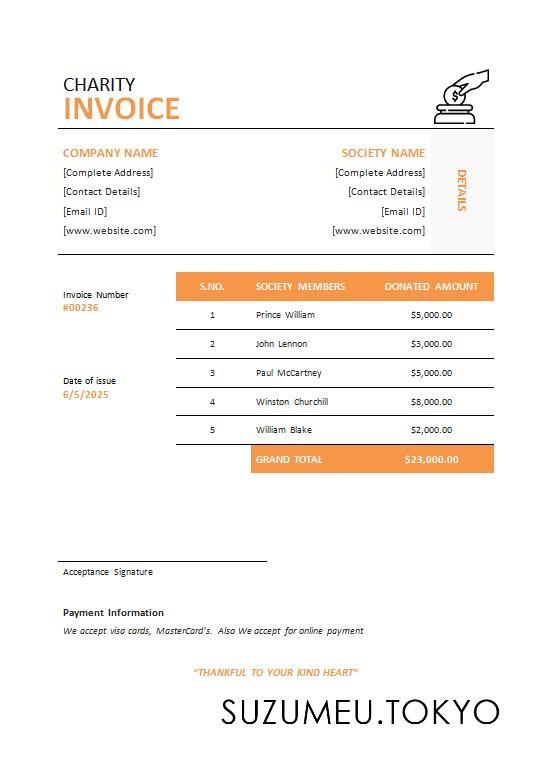 CHARITY
INVOICE
$
COMPANY NAME
[Complete Address]
[Contact Details]
[Email ID]
[www.website.com]
SOCIETY NAME
[Complete Address]
[Contact Details]
[Email ID]
[www.website.com]
DETAILS
Invoice Number
#00236
Date of issue
6/5/2025
S.NO. SOCIETY MEMBERS DONATED AMOUNT
1 Prince William $5,000.00
2 John Lennon $3,000.00
3 Paul McCartney $5,000.00
4 Winston Churchill $8,000.00
5 William Blake $2,000.00
GRAND TOTAL $23,000.00
Acceptance Signature
Payment Information
We accept visa cards, MasterCard's. Also We accept for online payment
"THANKFUL TO YOUR KIND HEART"
SUZUMEU.TOKYO